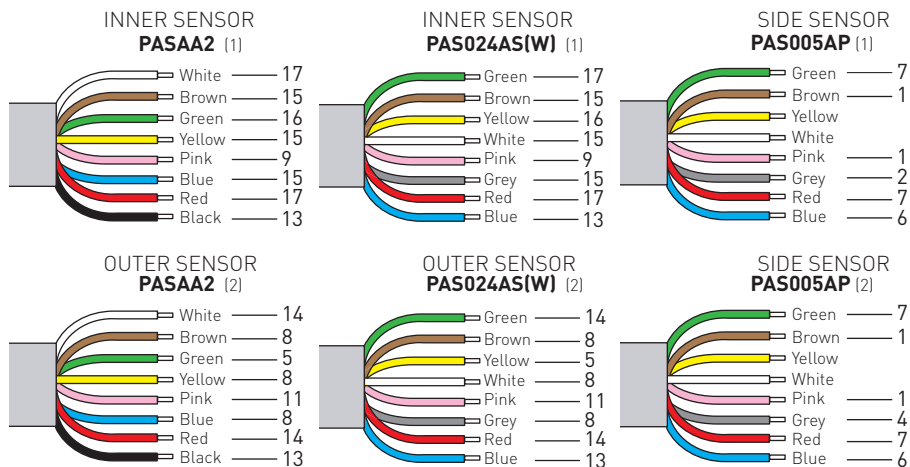 INNER SENSOR
PASAA2 (1)
White 17
Brown 15
Green 16
Yellow 15
Pink 9
Blue 15
Red 17
Black 13
INNER SENSOR
PAS024AS(W) (1)
Green 17
Brown 15
Yellow 16
White 15
Pink 9
Grey 15
Red 17
Blue 13
SIDE SENSOR
PAS005AP (1)
Green 7
Brown 1
Yellow
White
Pink 1
Grey 2
Red 7
Blue 6
OUTER SENSOR
PASAA2 (2)
White 14
Brown 8
Green 5
Yellow 8
Pink 11
Blue 8
Red 14
Black 13
OUTER SENSOR
PAS024AS(W) (2)
Green 14
Brown 8
Yellow 5
White 8
Pink 11
Grey 8
Red 14
Blue 13
SIDE SENSOR
PAS005AP (2)
Green 7
Brown 1
Yellow
White
Pink 1
Grey 4
Red 7
Blue 6